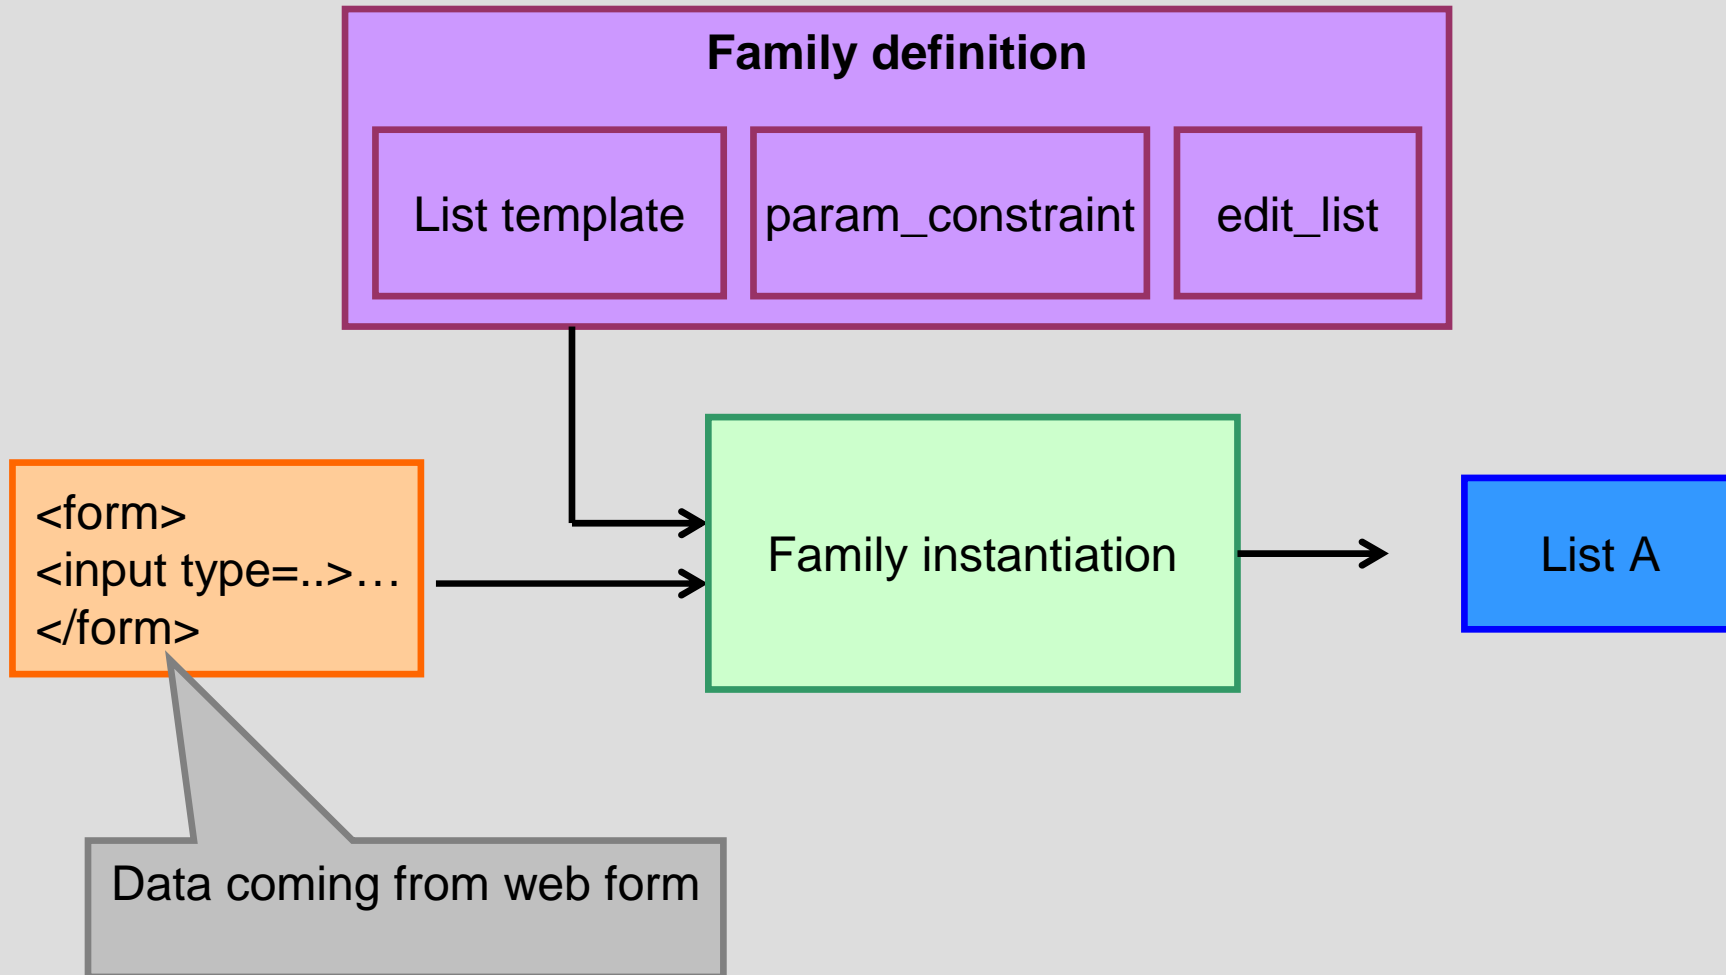 Family definition
List template
param_constraint
edit_list
<form>
<input type=..>…
</form>
Family instantiation
List A
Data coming from web form